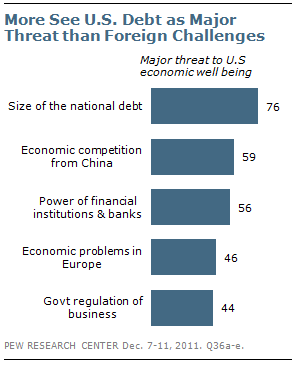 More See U.S. Debt as Major
Threat than Foreign Challenges
Major threat to U.S
economic well being
Size of the national debt 76
Economic competition
from China 59
Power of financial
institutions & banks 56
Economic problems in
Europe 46
Govt regulation of
business 44
PEW RESEARCH CENTER Dec. 7-11, 2011. Q36a-e.